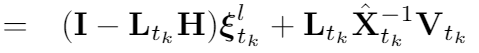 = (I − L_{t_k}H)ξ^l_{t_k} + L_{t_k}X̂^{−1}_{t_k}V_{t_k}